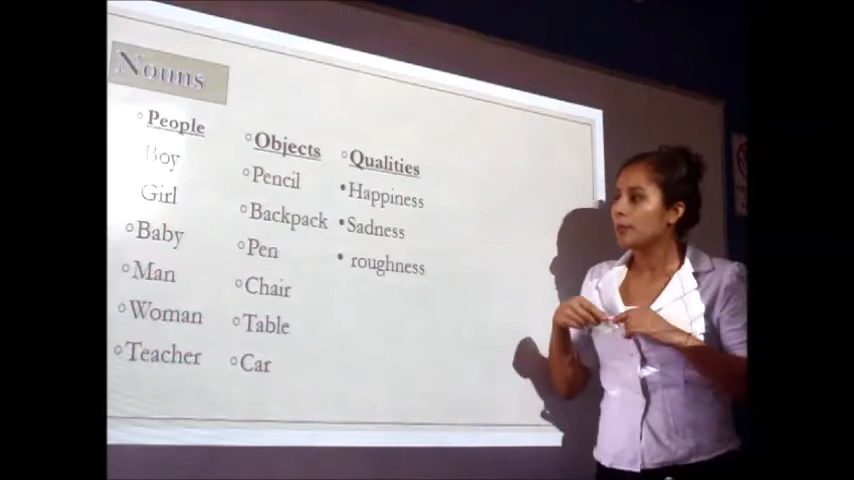 Nouns
People
Boy
Girl
Baby
Man
Woman
Teacher
Objects
Pencil
Backpack
Pen
Chair
Table
Car
Qualities
Happiness
Sadness
roughness